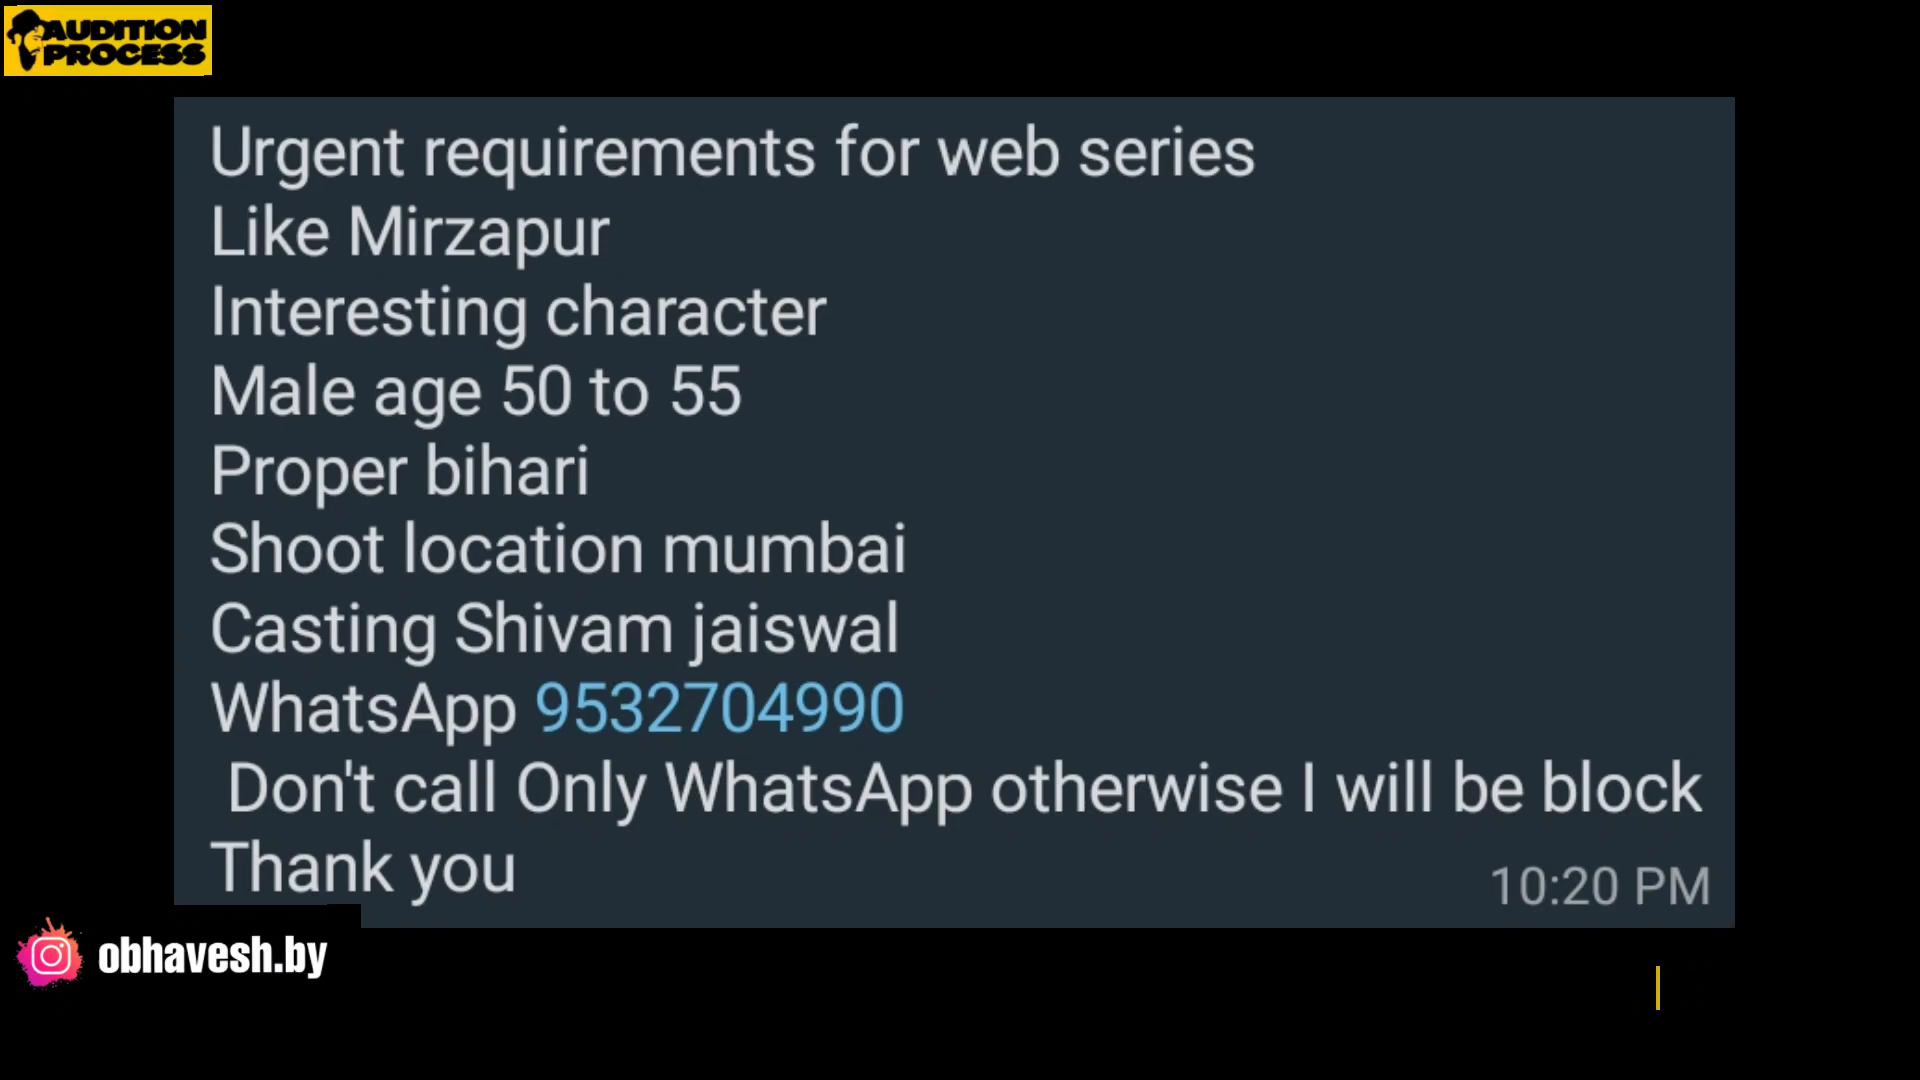 AUDITION
PROCESS
Urgent requirements for web series
Like Mirzapur
Interesting character
Male age 50 to 55
Proper bihari
Shoot location mumbai
Casting Shivam jaiswal
WhatsApp 9532704990
Don't call Only WhatsApp otherwise I will be block
Thank you
10:20 PM
obhavesh.by